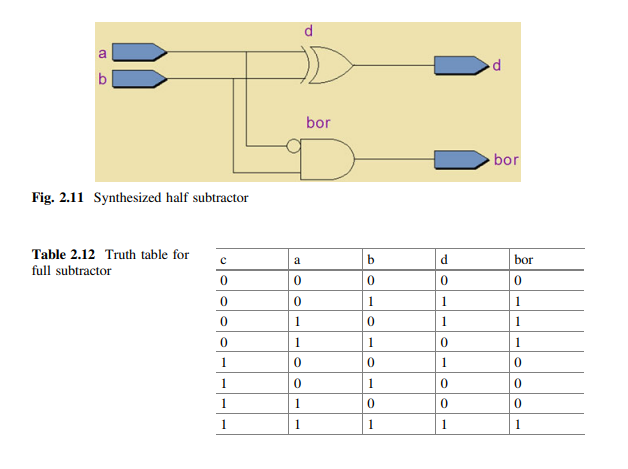 d
a
d
b
bor
bor
Fig. 2.11 Synthesized half subtractor
Table 2.12 Truth table for full subtractor
c a b d bor
0 0 0 0 0
0 0 1 1 1
0 1 0 1 1
0 1 1 0 1
1 0 0 1 0
1 0 1 0 0
1 1 0 0 0
1 1 1 1 1